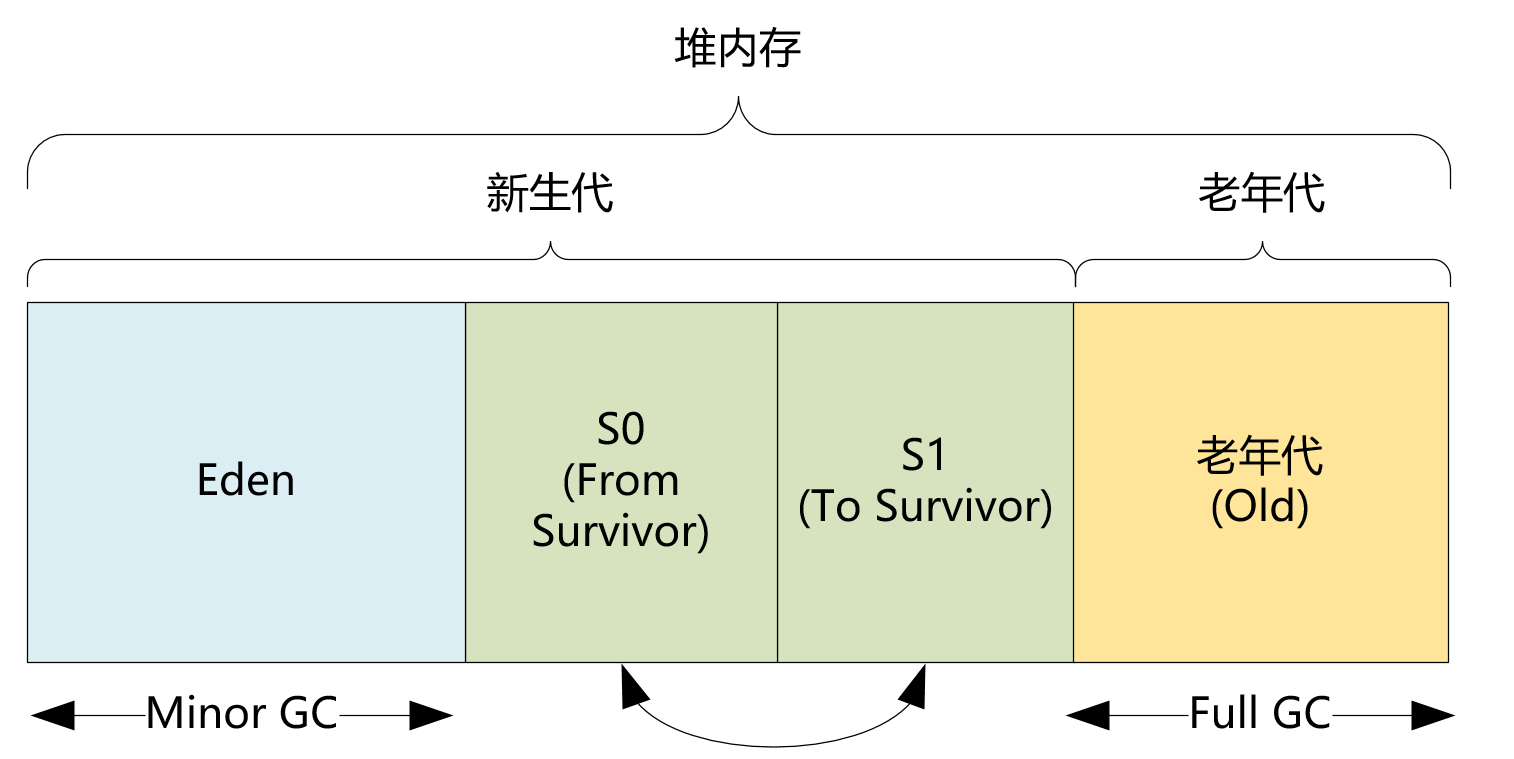 堆内存
新生代
老年代
Eden
S0
(From
Survivor)
S1
(To Survivor)
老年代
(Old)
Minor GC
Full GC